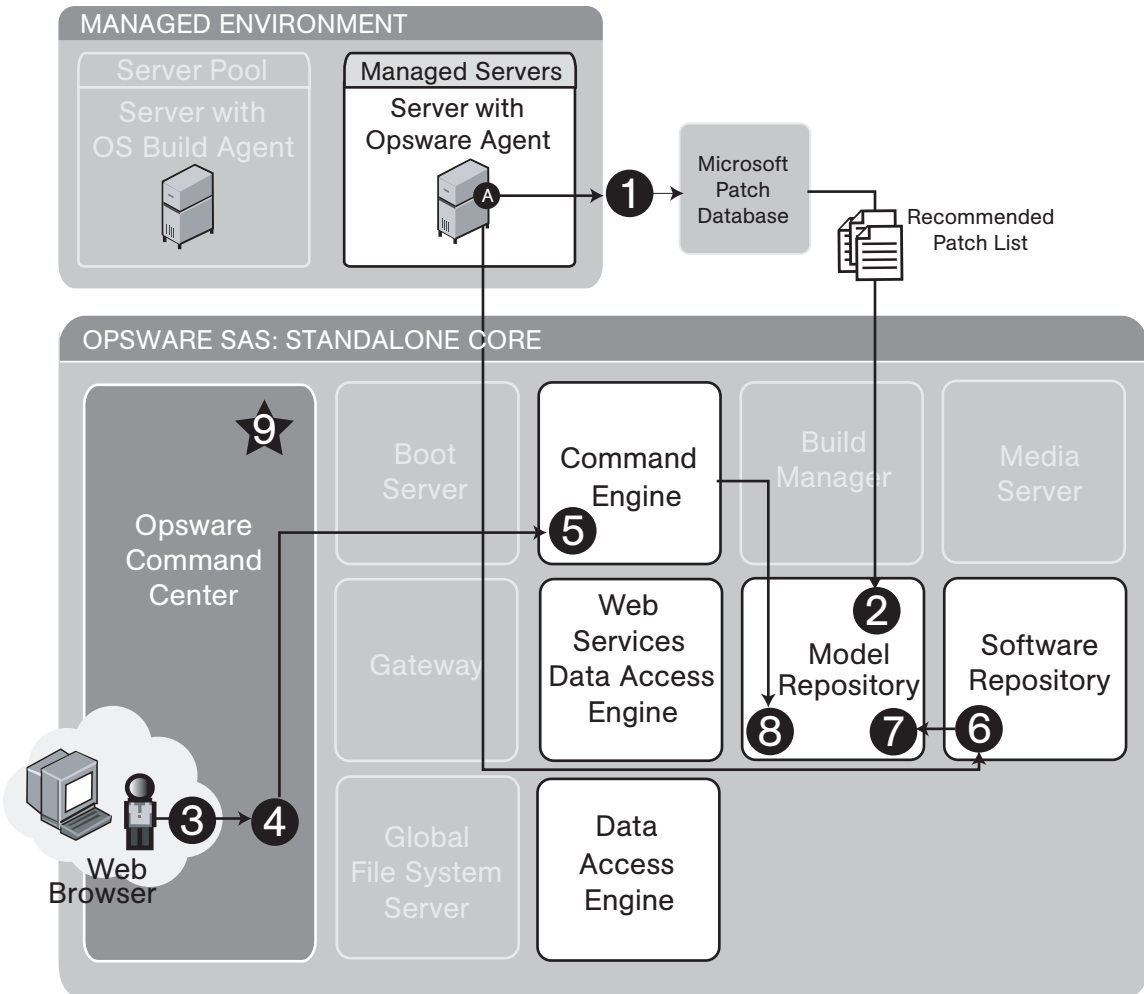 MANAGED ENVIRONMENT
Server Pool
Server with
OS Build Agent
Managed Servers
Server with
Opsware Agent
A
1
Microsoft
Patch
Database
Recommended
Patch List
OPSWARE SAS: STANDALONE CORE
9
Opsware
Command
Center
Boot
Server
Command
Engine
5
Build
Manager
Media
Server
Gateway
Web
Services
Data Access
Engine
2
Model
Repository
8
7
Software
Repository
6
3
4
Web
Browser
Global
File System
Server
Data
Access
Engine